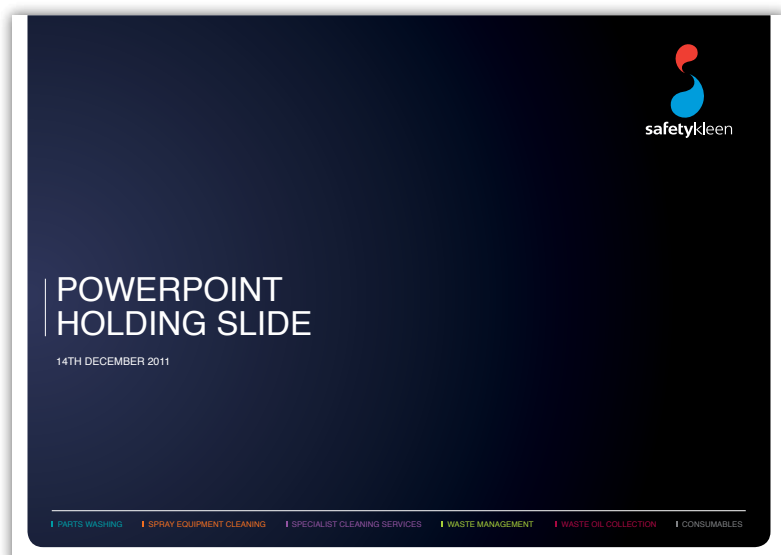 safetykleen
POWERPOINT
HOLDING SLIDE
14TH DECEMBER 2011
PARTS WASHING SPRAY EQUIPMENT CLEANING SPECIALIST CLEANING SERVICES WASTE MANAGEMENT WASTE OIL COLLECTION CONSUMABLES